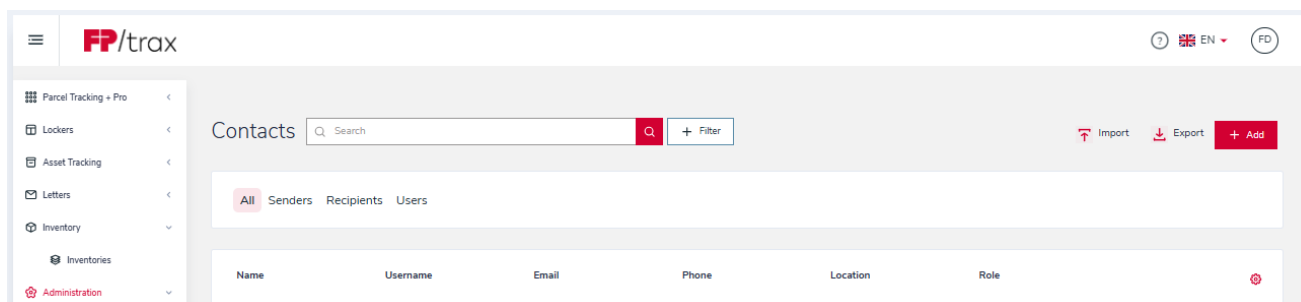 FP/trax
? EN FD
Parcel Tracking + Pro
Lockers
Asset Tracking
Letters
Inventory
Inventories
Administration
Contacts Search + Filter Import Export + Add
All Senders Recipients Users
Name Username Email Phone Location Role